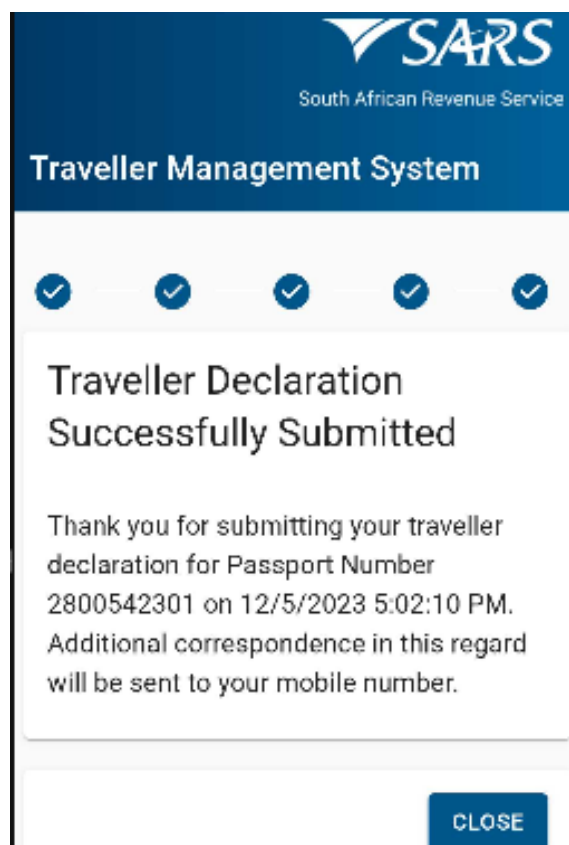 SARS
South African Revenue Service
Traveller Management System
Traveller Declaration
Successfully Submitted
Thank you for submitting your traveller
declaration for Passport Number
2800542301 on 12/5/2023 5:02:10 PM.
Additional correspondence in this regard
will be sent to your mobile number.
CLOSE